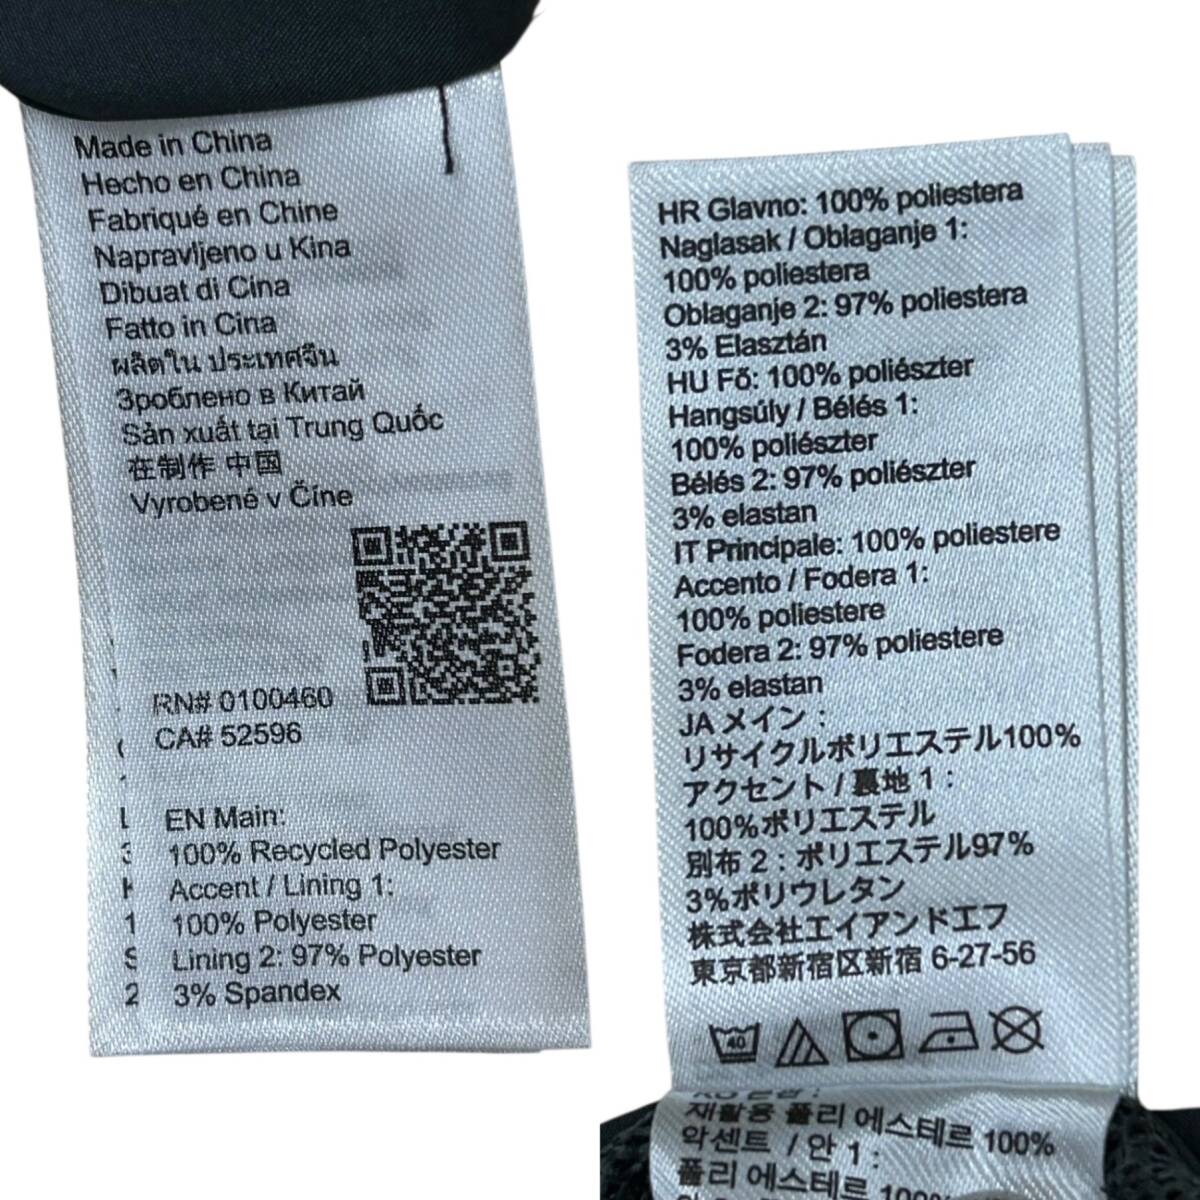 Made in China
Hecho en China
Fabriqué en Chine
Napravljeno u Kina
Dibuat di Cina
Fatto in Cina
ผลิตใน ประเทศจีน
Зроблено в Китай
Sản xuất tại Trung Quốc
在制作 中国
Vyrobené v Číne
RN# 0100460
CA# 52596
EN Main:
100% Recycled Polyester
Accent / Lining 1:
100% Polyester
Lining 2: 97% Polyester
3% Spandex
HR Glavno: 100% poliestera
Naglasak / Oblaganje 1:
100% poliestera
Oblaganje 2: 97% poliestera
3% Elasztán
HU Fő: 100% poliészter
Hangsúly / Bélés 1:
100% poliészter
Bélés 2: 97% poliészter
3% elastan
IT Principale: 100% poliestere
Accento / Fodera 1:
100% poliestere
Fodera 2: 97% poliestere
3% elastan
JA メイン:
リサイクルポリエステル100%
アクセント / 裏地 1:
100%ポリエステル
別布 2:ポリエステル97%
3%ポリウレタン
株式会社エイアンドエフ
東京都新宿区新宿 6-27-56
40
재활용 폴리 에스테르 100%
악센트 / 안 1:
폴리 에스테르 100%